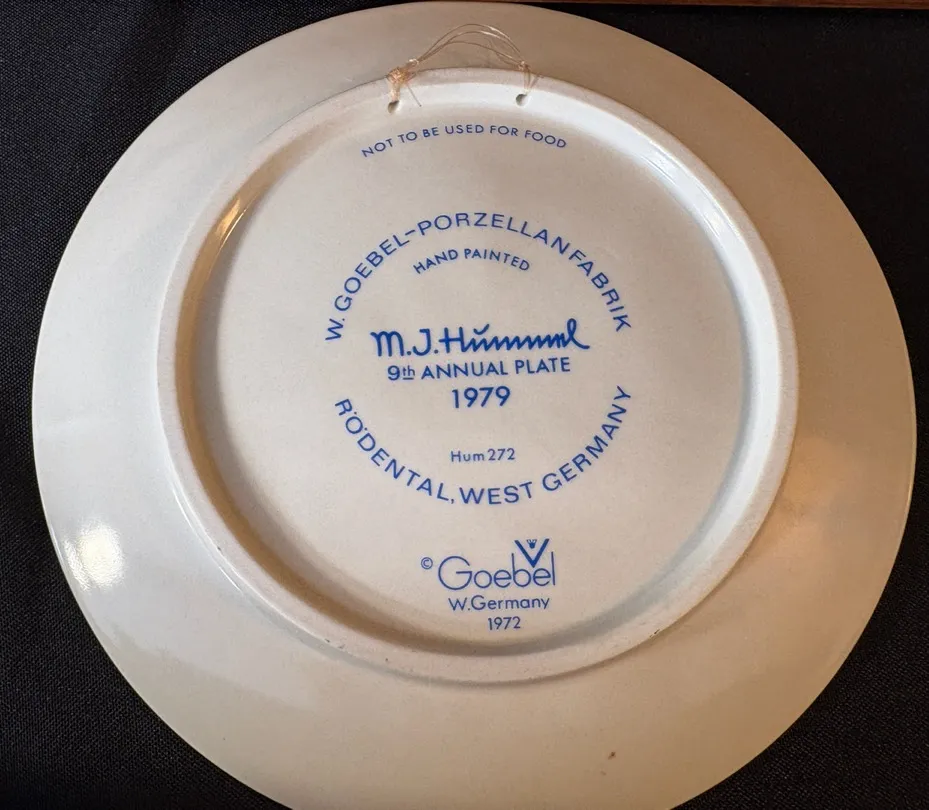 NOT TO BE USED FOR FOOD
W. GOEBEL-PORZELLANFABRIK
HAND PAINTED
M.J.Hummel
9th ANNUAL PLATE
1979
Hum 272
RÖDENTAL, WEST GERMANY
© Goebel
W.Germany
1972